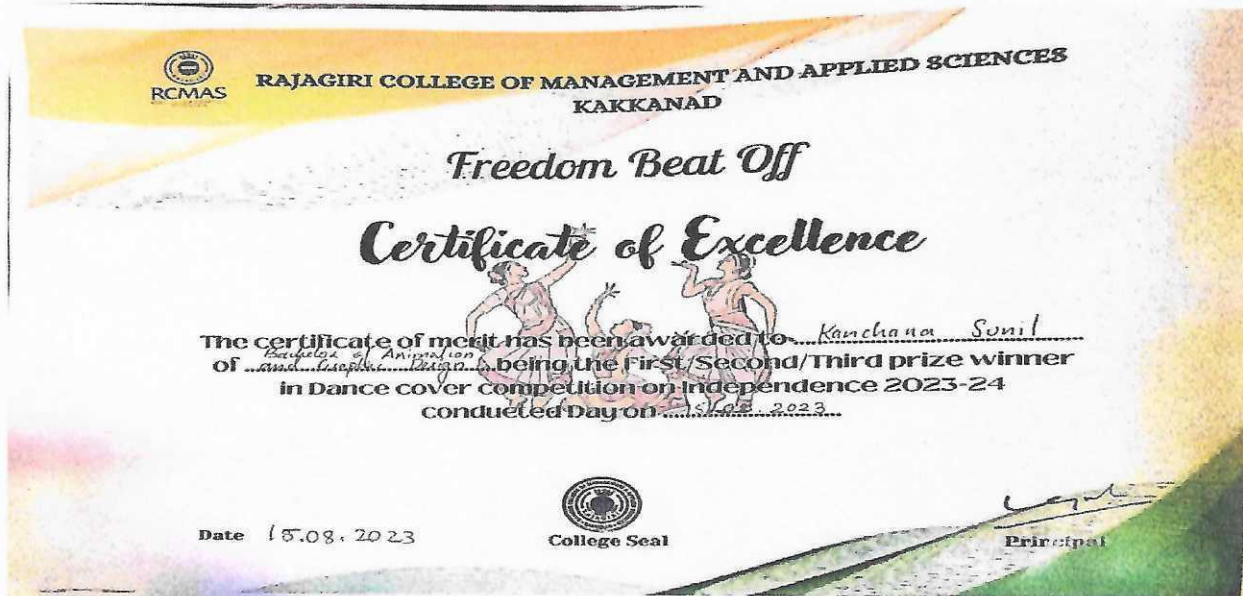 RCMAS
RAJAGIRI COLLEGE OF MANAGEMENT AND APPLIED SCIENCES
KAKKANAD
Freedom Beat Off
Certificate of Excellence
The certificate of merit has been awarded to Kanchana Sunil
of Bachelor of Animation and Graphic Design being the First/Second/Third prize winner
in Dance cover competition on Independence 2023-24
conducted Day on 15.08.2023
Date 15.08.2023
College Seal
Principal